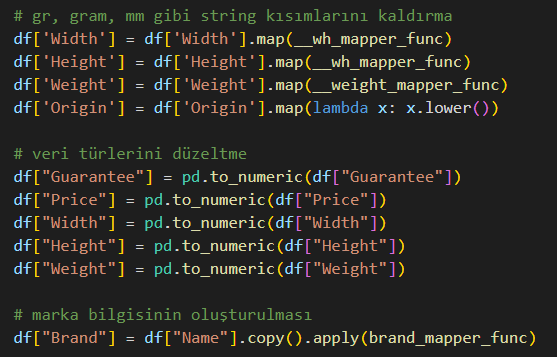 # gr, gram, mm gibi string kısımlarını kaldırma
df['Width'] = df['Width'].map(__wh_mapper_func)
df['Height'] = df['Height'].map(__wh_mapper_func)
df['Weight'] = df['Weight'].map(__weight_mapper_func)
df['Origin'] = df['Origin'].map(lambda x: x.lower())
# veri türlerini düzeltme
df["Guarantee"] = pd.to_numeric(df["Guarantee"])
df["Price"] = pd.to_numeric(df["Price"])
df["Width"] = pd.to_numeric(df["Width"])
df["Height"] = pd.to_numeric(df["Height"])
df["Weight"] = pd.to_numeric(df["Weight"])
# marka bilgisinin oluşturulması
df["Brand"] = df["Name"].copy().apply(brand_mapper_func)